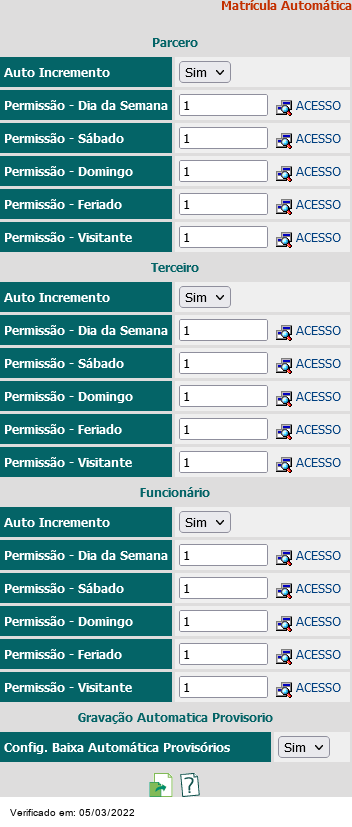 Matrícula Automática
Parcero
Auto Incremento Sim
Permissão - Dia da Semana 1 ACESSO
Permissão - Sábado 1 ACESSO
Permissão - Domingo 1 ACESSO
Permissão - Feriado 1 ACESSO
Permissão - Visitante 1 ACESSO
Terceiro
Auto Incremento Sim
Permissão - Dia da Semana 1 ACESSO
Permissão - Sábado 1 ACESSO
Permissão - Domingo 1 ACESSO
Permissão - Feriado 1 ACESSO
Permissão - Visitante 1 ACESSO
Funcionário
Auto Incremento Sim
Permissão - Dia da Semana 1 ACESSO
Permissão - Sábado 1 ACESSO
Permissão - Domingo 1 ACESSO
Permissão - Feriado 1 ACESSO
Permissão - Visitante 1 ACESSO
Gravação Automatica Provisorio
Config. Baixa Automática Provisórios Sim
?
Verificado em: 05/03/2022